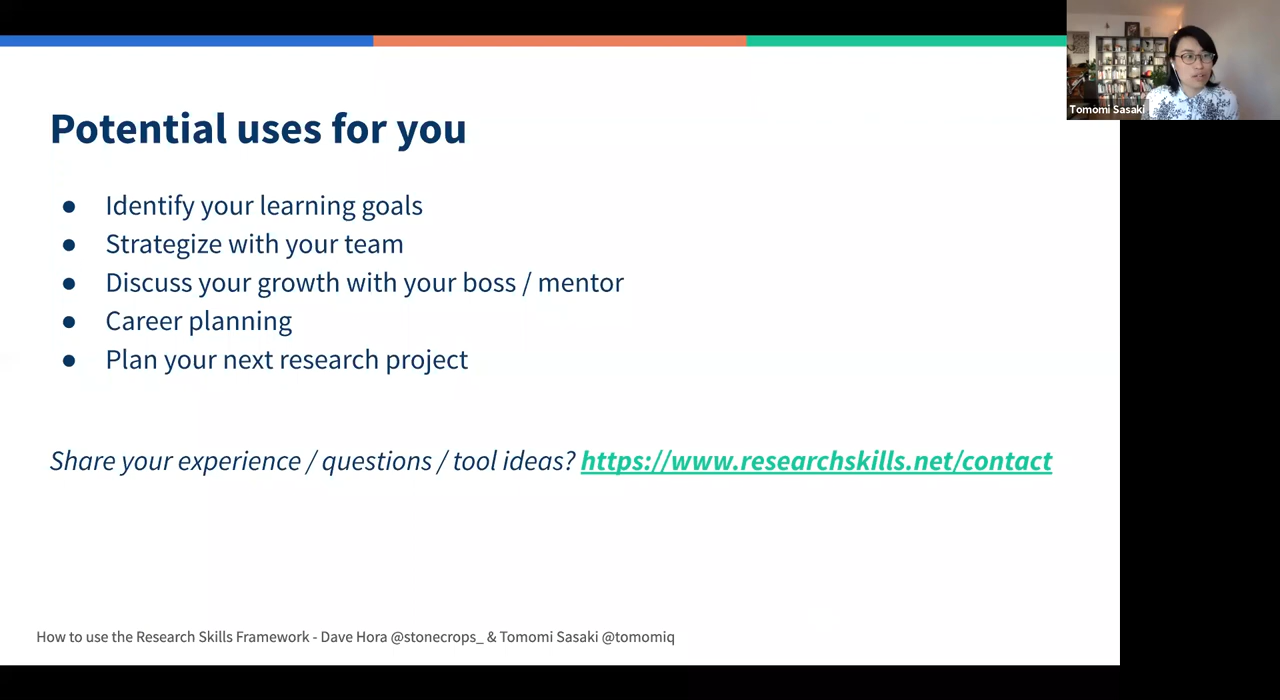 Tomomi Sasaki
Potential uses for you
● Identify your learning goals
● Strategize with your team
● Discuss your growth with your boss / mentor
● Career planning
● Plan your next research project
Share your experience / questions / tool ideas? https://www.researchskills.net/contact
How to use the Research Skills Framework - Dave Hora @stonecrops_ & Tomomi Sasaki @tomomiq